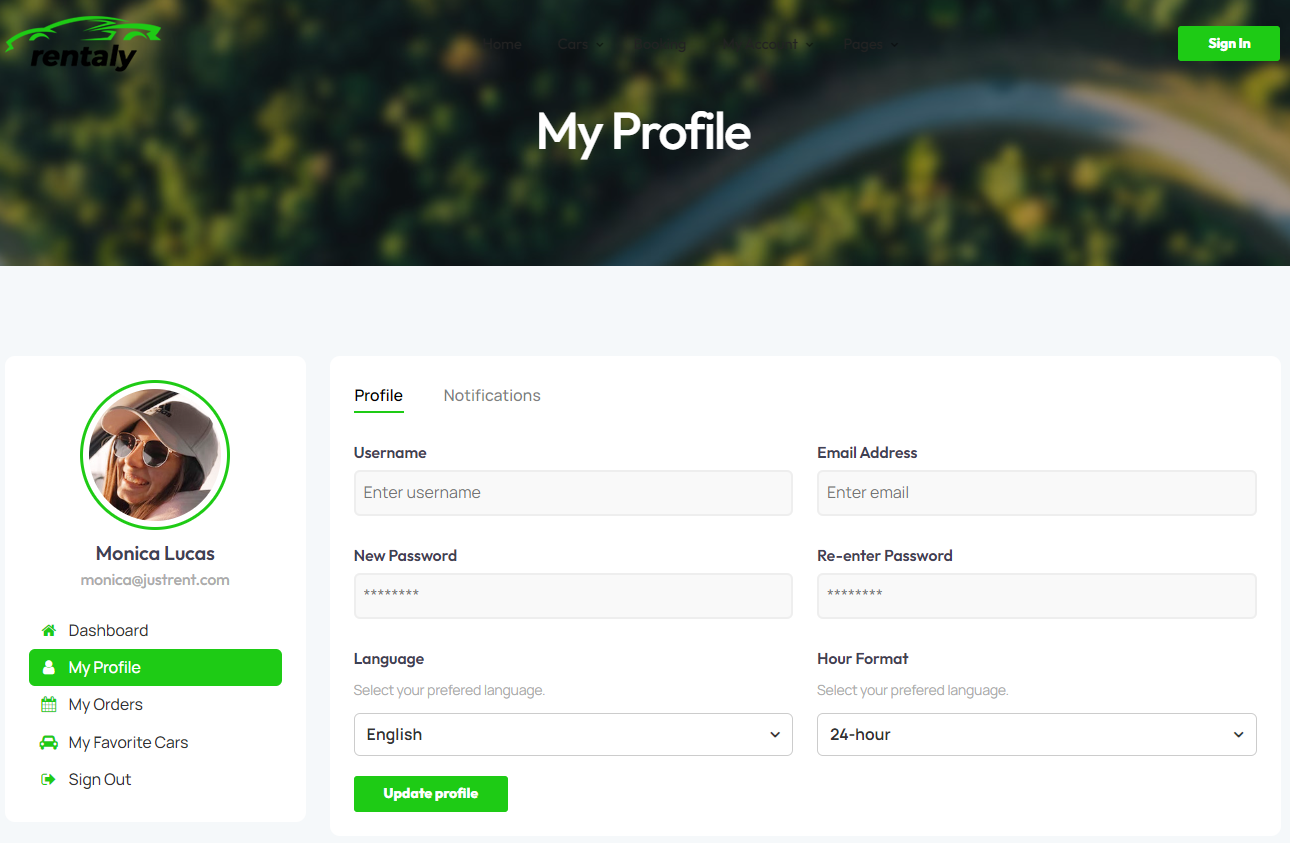 rentaly
Home Cars Booking My Account Pages
Sign In
My Profile
Profile Notifications
Username Email Address
Enter username Enter email
Monica Lucas
monica@justrent.com
New Password Re-enter Password
******** ********
Dashboard
My Profile
My Orders
My Favorite Cars
Sign Out
Language Hour Format
Select your prefered language. Select your prefered language.
English 24-hour
Update profile